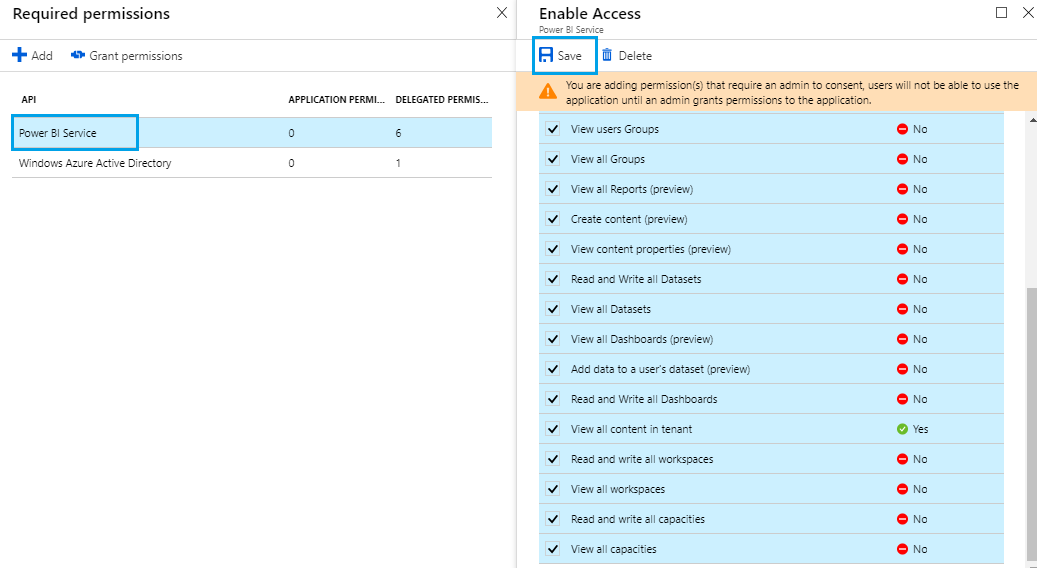 Required permissions
Add
Grant permissions
API
APPLICATION PERMI...
DELEGATED PERMIS...
Power BI Service
0
6
Windows Azure Active Directory
0
1
Enable Access
Power BI Service
Save
Delete
You are adding permission(s) that require an admin to consent, users will not be able to use the
application until an admin grants permissions to the application.
View users Groups
No
View all Groups
No
View all Reports (preview)
No
Create content (preview)
No
View content properties (preview)
No
Read and Write all Datasets
No
View all Datasets
No
View all Dashboards (preview)
No
Add data to a user's dataset (preview)
No
Read and Write all Dashboards
No
View all content in tenant
Yes
Read and write all workspaces
No
View all workspaces
No
Read and write all capacities
No
View all capacities
No